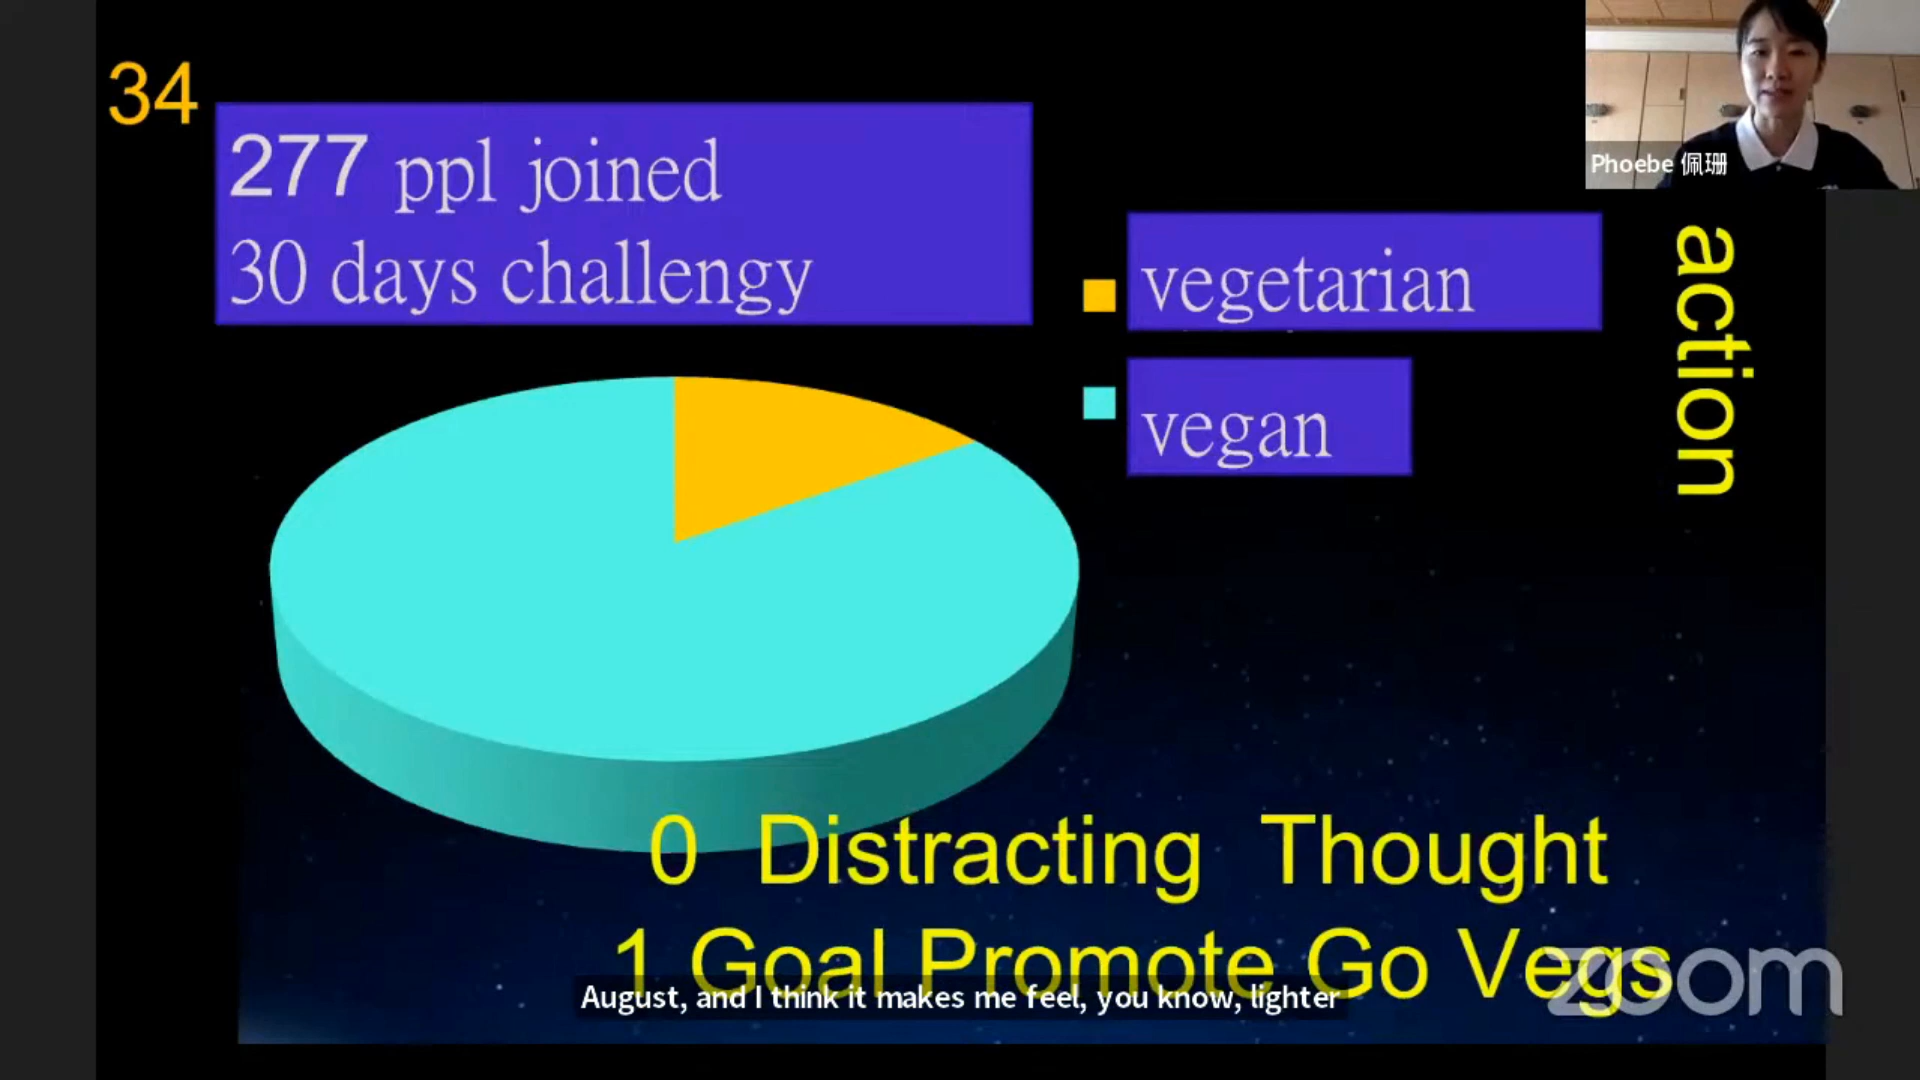 34
277 ppl joined
30 days challengy
Phoebe 佩珊
vegetarian
vegan
action
0 Distracting Thought
1 Goal Promote Go Vegs
August, and I think it makes me feel, you know, lighter
zoom